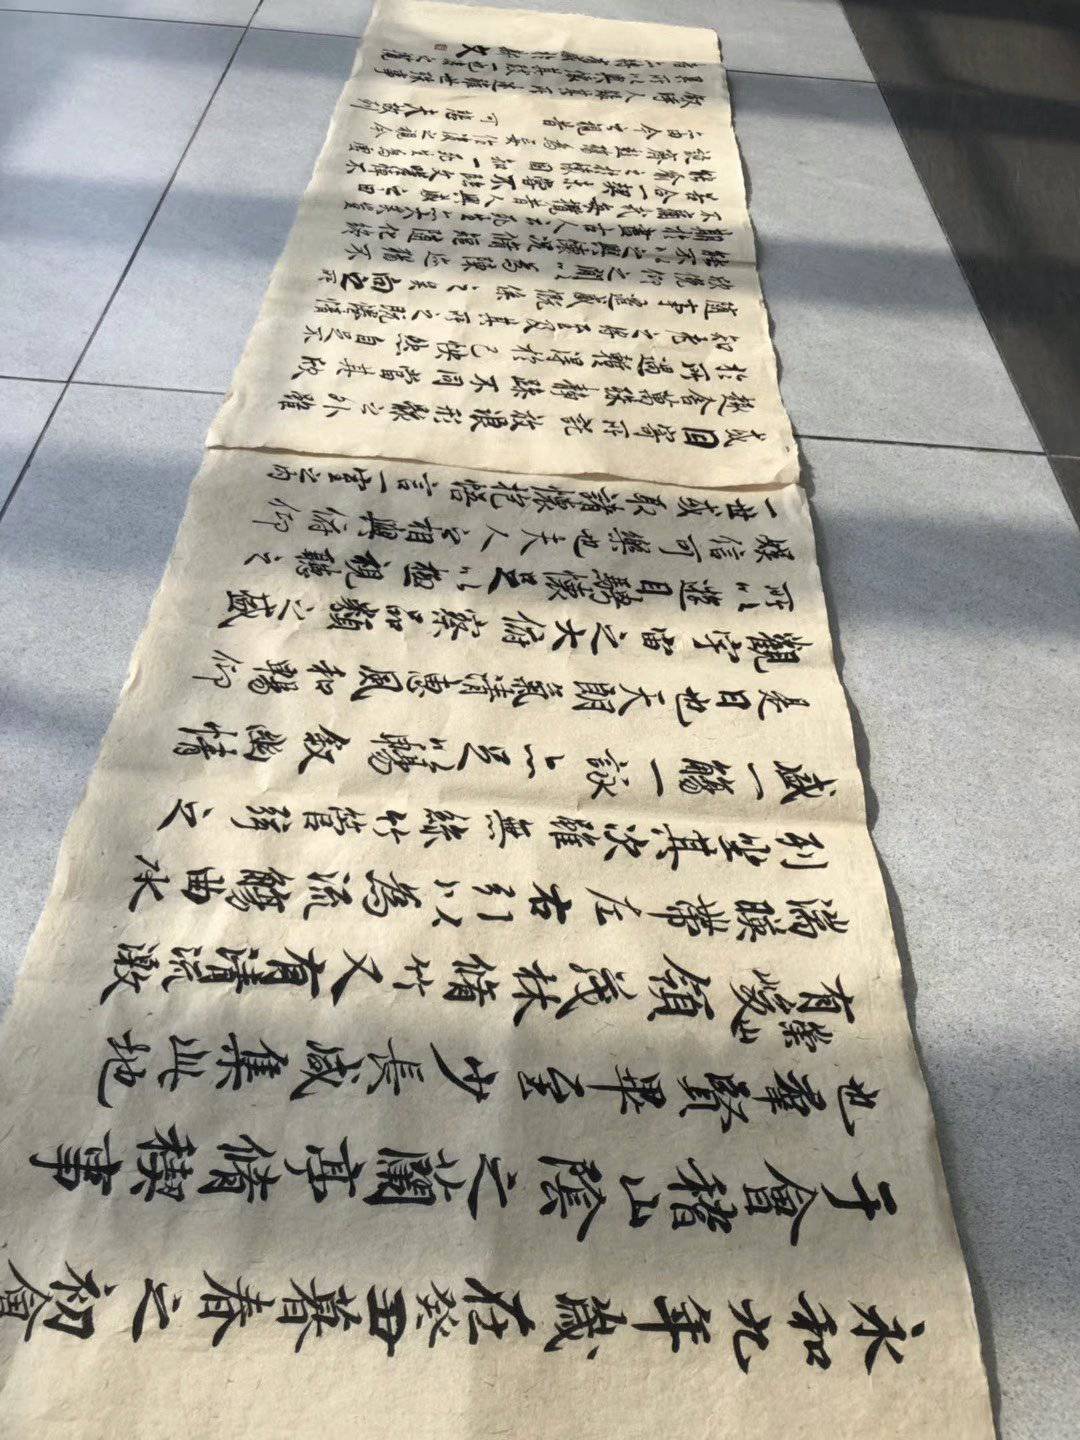 永和九年歲在癸丑暮春之初會
于會稽山陰之蘭亭脩稧事
也羣賢畢至少長咸集此地
有崇山峻領茂林脩竹又有清流激
湍暎帶左右引以為流觴曲水
列坐其次雖無絲竹管弦之
盛一觴一詠亦足以暢敘幽情
是日也天朗氣清惠風和暢仰
觀宇宙之大俯察品類之盛
所以遊目騁懷足以極視聽之
娛信可樂也夫人之相與俯仰
一世或取諸懷抱悟言一室之內
或因寄所託放浪形骸之外雖
趣舍萬殊靜躁不同當其欣
於所遇暫得於己快然自足不
知老之將至及其所之既惓情
隨事遷感慨係之矣向之所
欣俛仰之閒以為陳迹猶不
能不以之興懷況脩短隨化終
期於盡古人云死生亦大矣豈
不痛哉每攬昔人興感之由
若合一契未嘗不臨文嗟悼不
能喻之於懷固知一死生為虛
誕齊彭殤為妄作後之視今
亦由今之視昔可悲夫故列
敘時人錄其所述雖世殊事
異所以興懷其致一也後之攬
者亦將有感於斯文